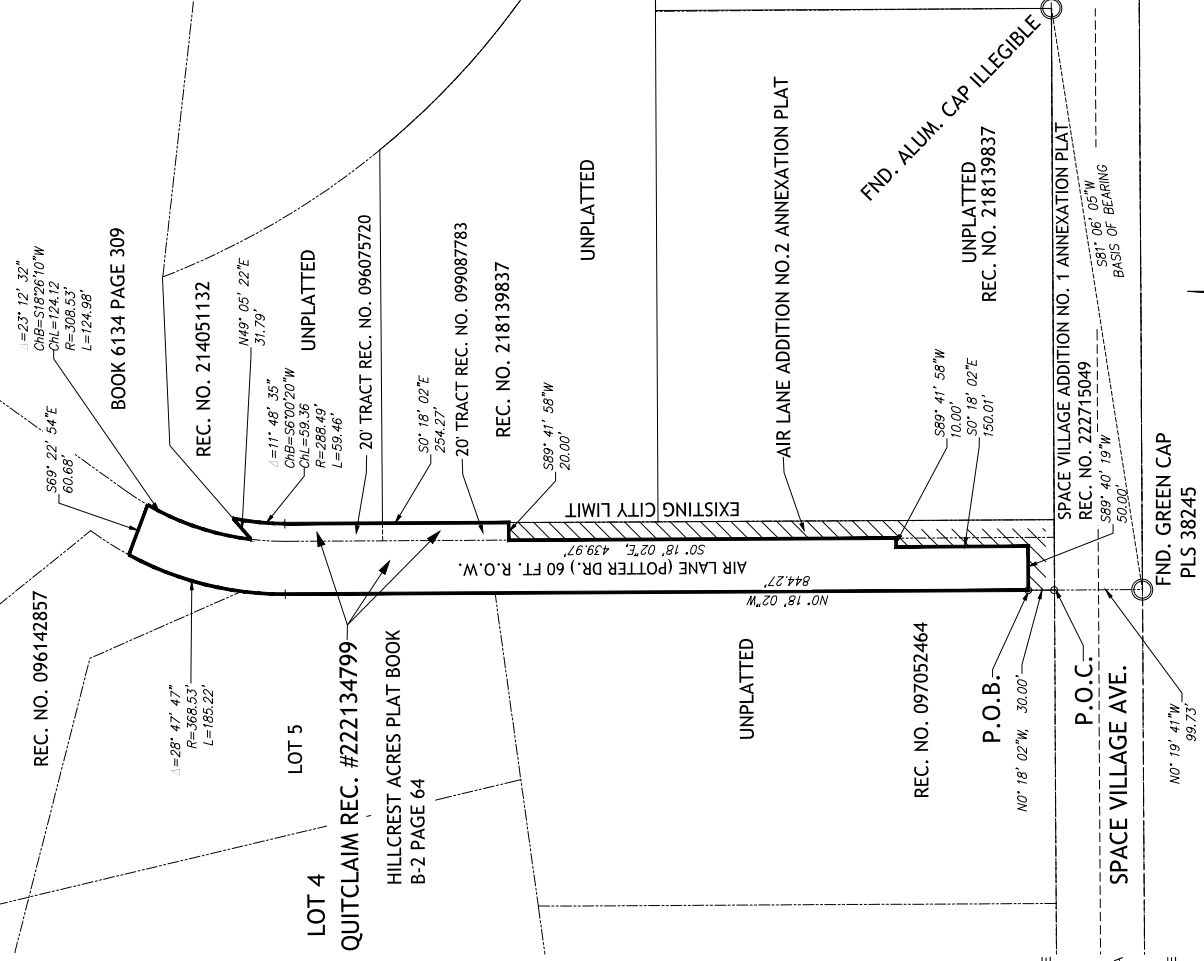 Δ=23° 12' 32"
ChB=S18°26'10"W
ChL=124.12
R=308.53'
L=124.98'
S69° 22' 54"E
60.68'
BOOK 6134 PAGE 309
REC. NO. 214051132
N49° 05' 22"E
31.79'
UNPLATTED
Δ=11° 48' 35"
ChB=S6°00'20"W
ChL=59.36
R=288.49'
L=59.46'
20' TRACT REC. NO. 096075720
S0° 18' 02"E
254.27'
20' TRACT REC. NO. 099087783
REC. NO. 218139837
S89° 41' 58"W
20.00'
UNPLATTED
EXISTING CITY LIMIT
AIR LANE ADDITION NO.2 ANNEXATION PLAT
FND. ALUM. CAP ILLEGIBLE
UNPLATTED
REC. NO. 218139837
S89° 41' 58"W
10.00'
S0° 18' 02"E
150.01'
SPACE VILLAGE ADDITION NO. 1 ANNEXATION PLAT
REC. NO. 222715049
S89° 40' 19"W
50.00'
S81° 06' 05"W
BASIS OF BEARING
FND. GREEN CAP
PLS 38245
S0° 18' 02"E, 439.97'
AIR LANE (POTTER DR.) 60 FT. R.O.W.
844.27'
N0° 18' 02"W
REC. NO. 096142857
Δ=28° 47' 47"
R=368.53'
L=185.22'
LOT 5
LOT 4
QUITCLAIM REC. #222134799
HILLCREST ACRES PLAT BOOK
B-2 PAGE 64
UNPLATTED
REC. NO. 097052464
P.O.B.
N0° 18' 02"W, 30.00'
P.O.C.
SPACE VILLAGE AVE.
N0° 19' 41"W
99.73'